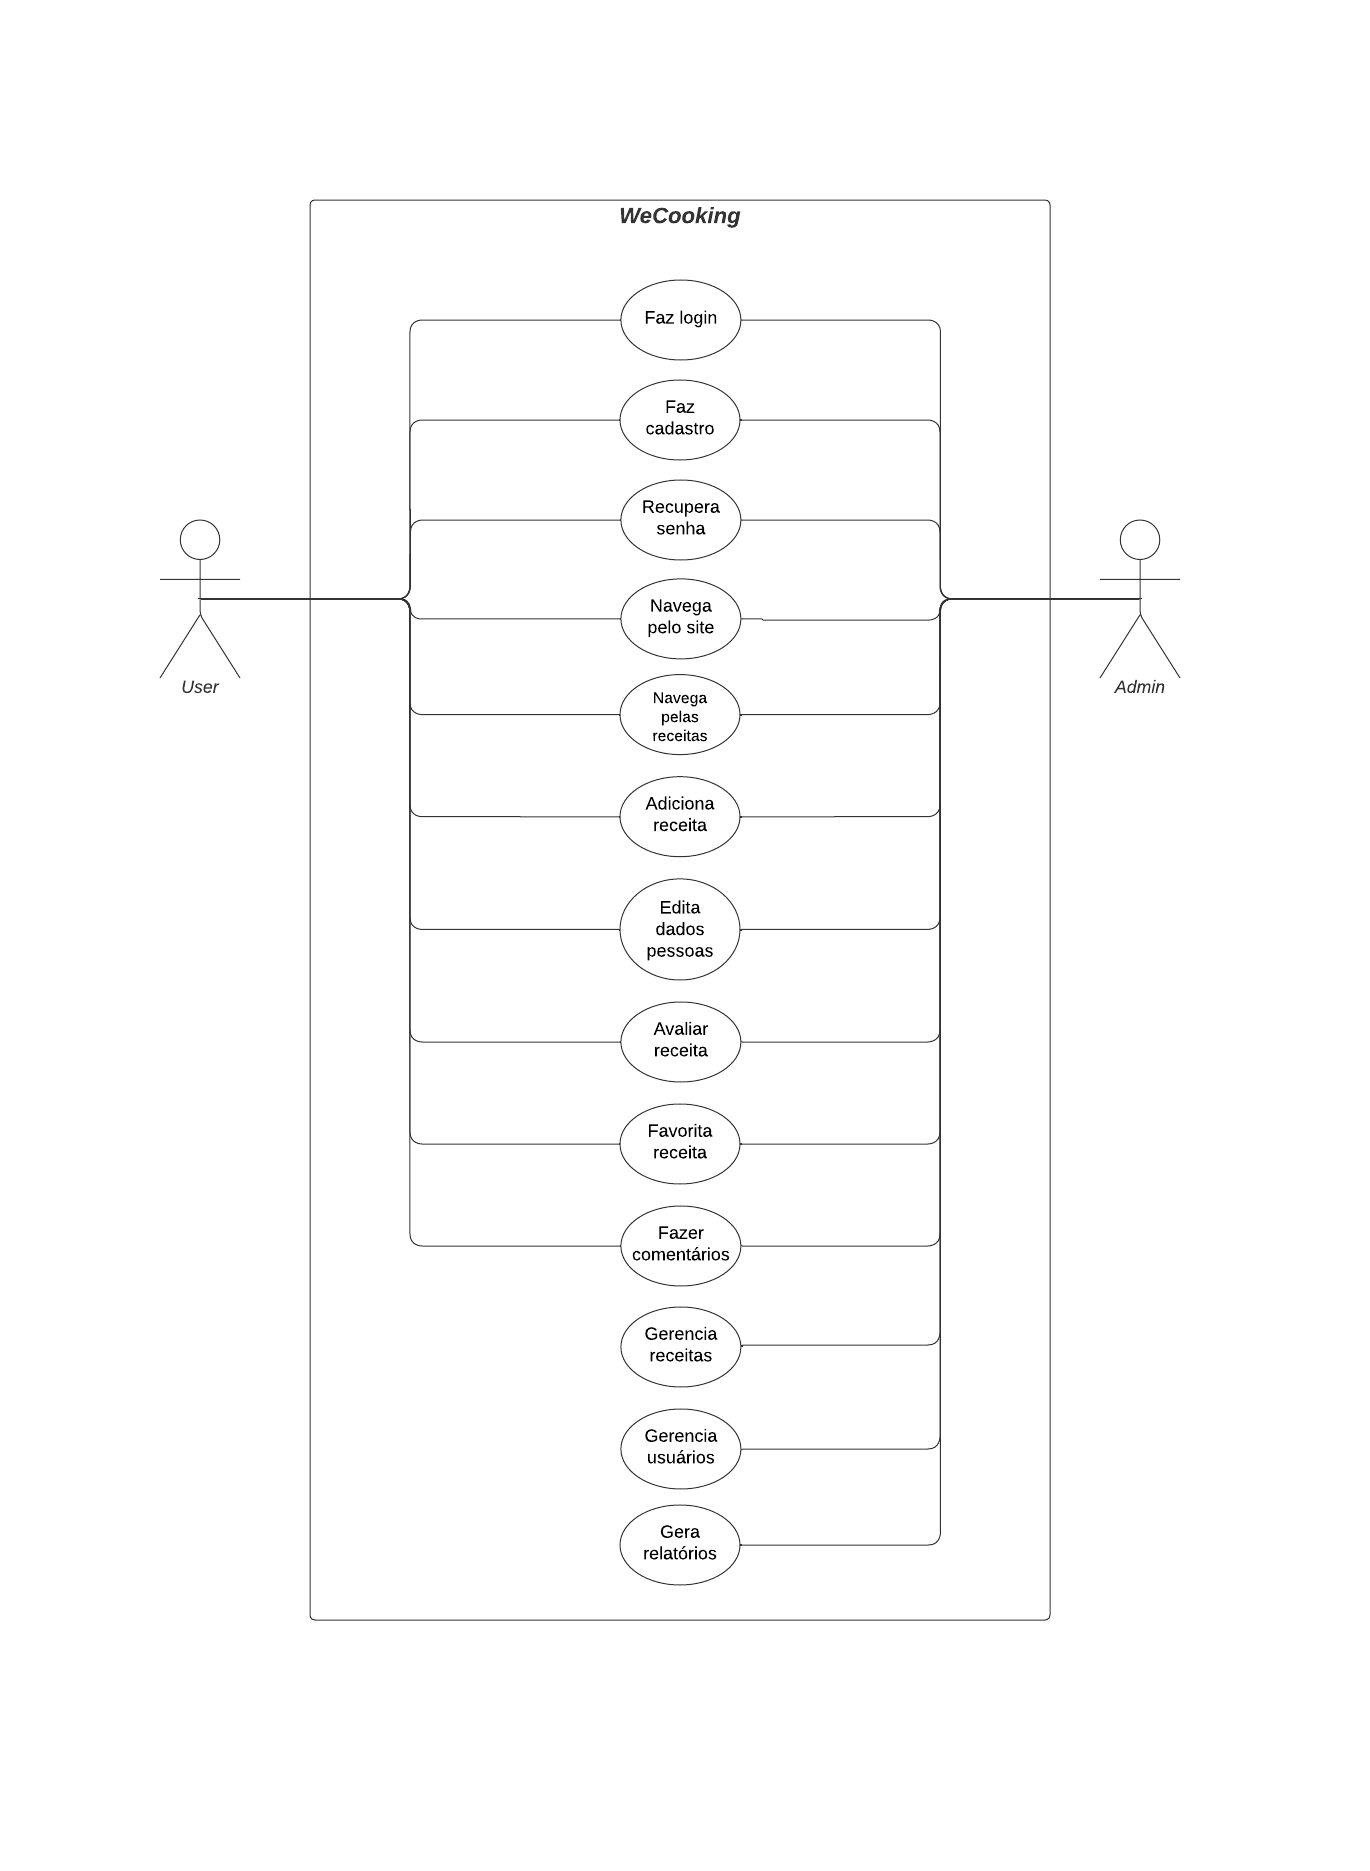 WeCooking
Faz login
Faz
cadastro
Recupera
senha
Navega
pelo site
User
Admin
Navega
pelas
receitas
Adiciona
receita
Edita
dados
pessoas
Avaliar
receita
Favorita
receita
Fazer
comentários
Gerencia
receitas
Gerencia
usuários
Gera
relatórios